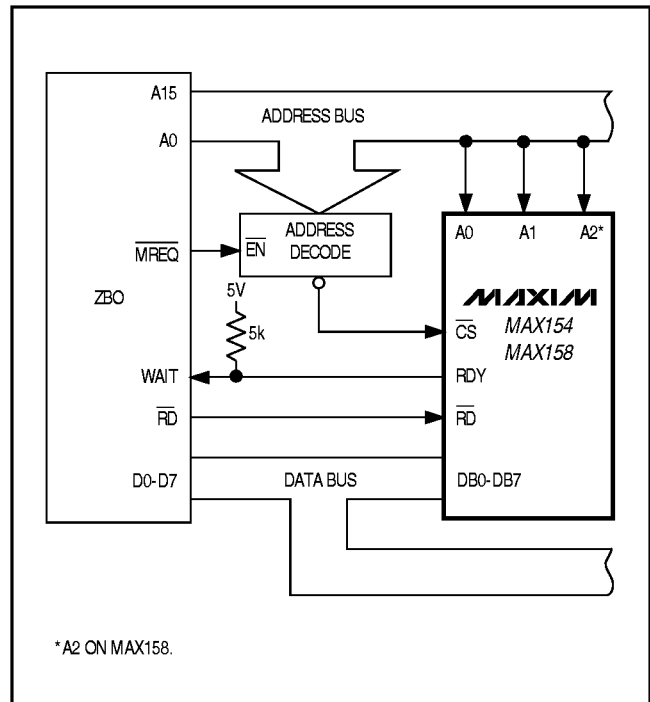 A15
ADDRESS BUS
A0
MREQ
EN
ADDRESS
DECODE
A0 A1 A2*
ZBO
5V
5k
MAXIM
MAX154
MAX158
CS
WAIT
RDY
RD
RD
D0-D7
DATA BUS
DB0-DB7
*A2 ON MAX158.